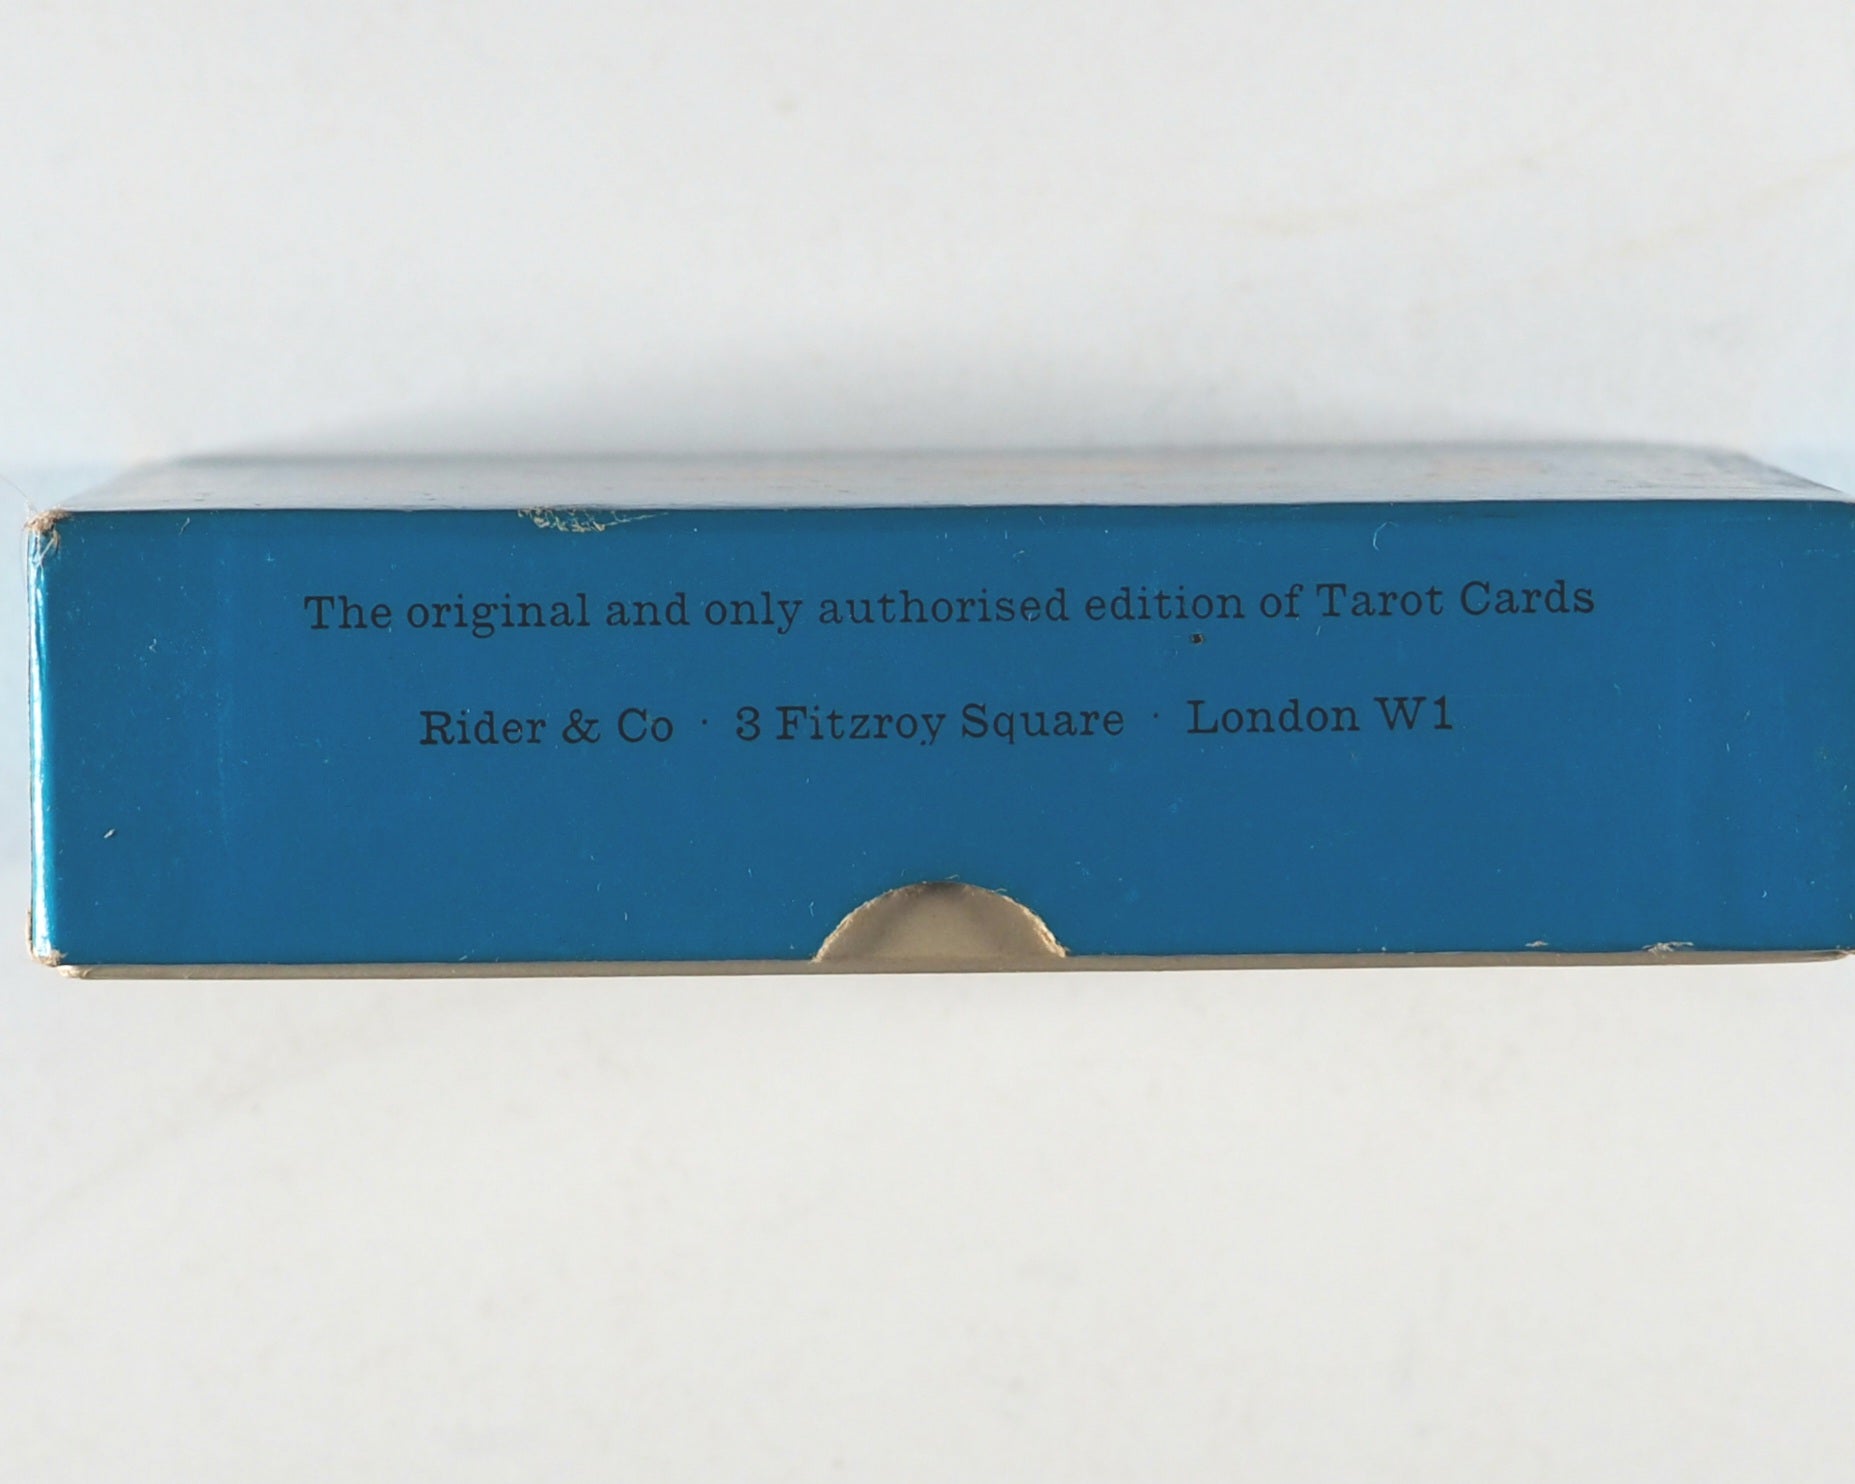 The original and only authorised edition of Tarot Cards
Rider & Co · 3 Fitzroy Square · London W1